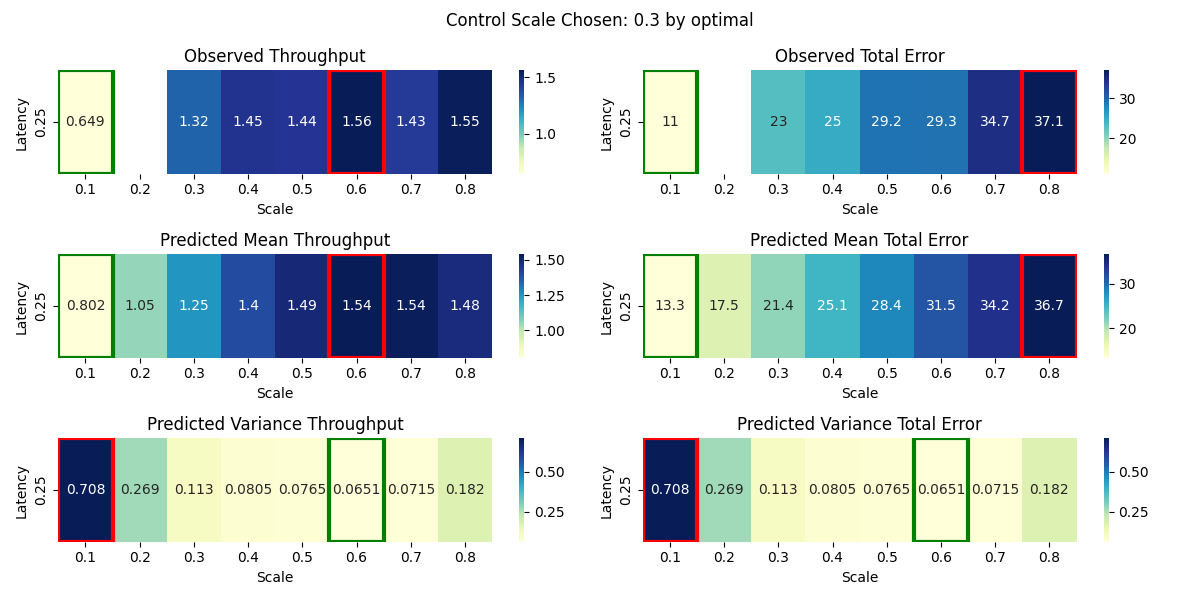 Control Scale Chosen: 0.3 by optimal
Observed Throughput
Latency
0.25
0.649 1.32 1.45 1.44 1.56 1.43 1.55
0.1 0.2 0.3 0.4 0.5 0.6 0.7 0.8
Scale
1.5
1.0
Observed Total Error
Latency
0.25
11 23 25 29.2 29.3 34.7 37.1
0.1 0.2 0.3 0.4 0.5 0.6 0.7 0.8
Scale
30
20
Predicted Mean Throughput
Latency
0.25
0.802 1.05 1.25 1.4 1.49 1.54 1.54 1.48
0.1 0.2 0.3 0.4 0.5 0.6 0.7 0.8
Scale
1.50
1.25
1.00
Predicted Mean Total Error
Latency
0.25
13.3 17.5 21.4 25.1 28.4 31.5 34.2 36.7
0.1 0.2 0.3 0.4 0.5 0.6 0.7 0.8
Scale
30
20
Predicted Variance Throughput
Latency
0.25
0.708 0.269 0.113 0.0805 0.0765 0.0651 0.0715 0.182
0.1 0.2 0.3 0.4 0.5 0.6 0.7 0.8
Scale
0.50
0.25
Predicted Variance Total Error
Latency
0.25
0.708 0.269 0.113 0.0805 0.0765 0.0651 0.0715 0.182
0.1 0.2 0.3 0.4 0.5 0.6 0.7 0.8
Scale
0.50
0.25